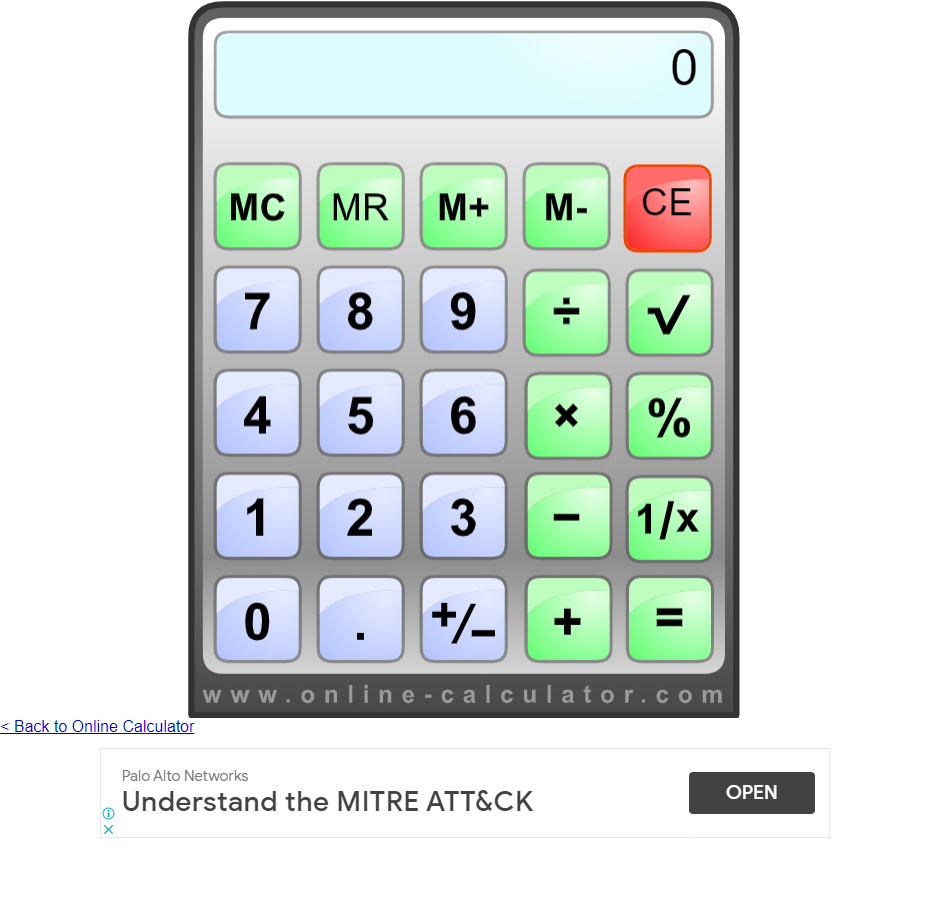 0
MC MR M+ M- CE
7 8 9 ÷ √
4 5 6 × %
1 2 3 − 1/x
0 . +/− + =
www.online-calculator.com
< Back to Online Calculator
Palo Alto Networks
Understand the MITRE ATT&CK
OPEN